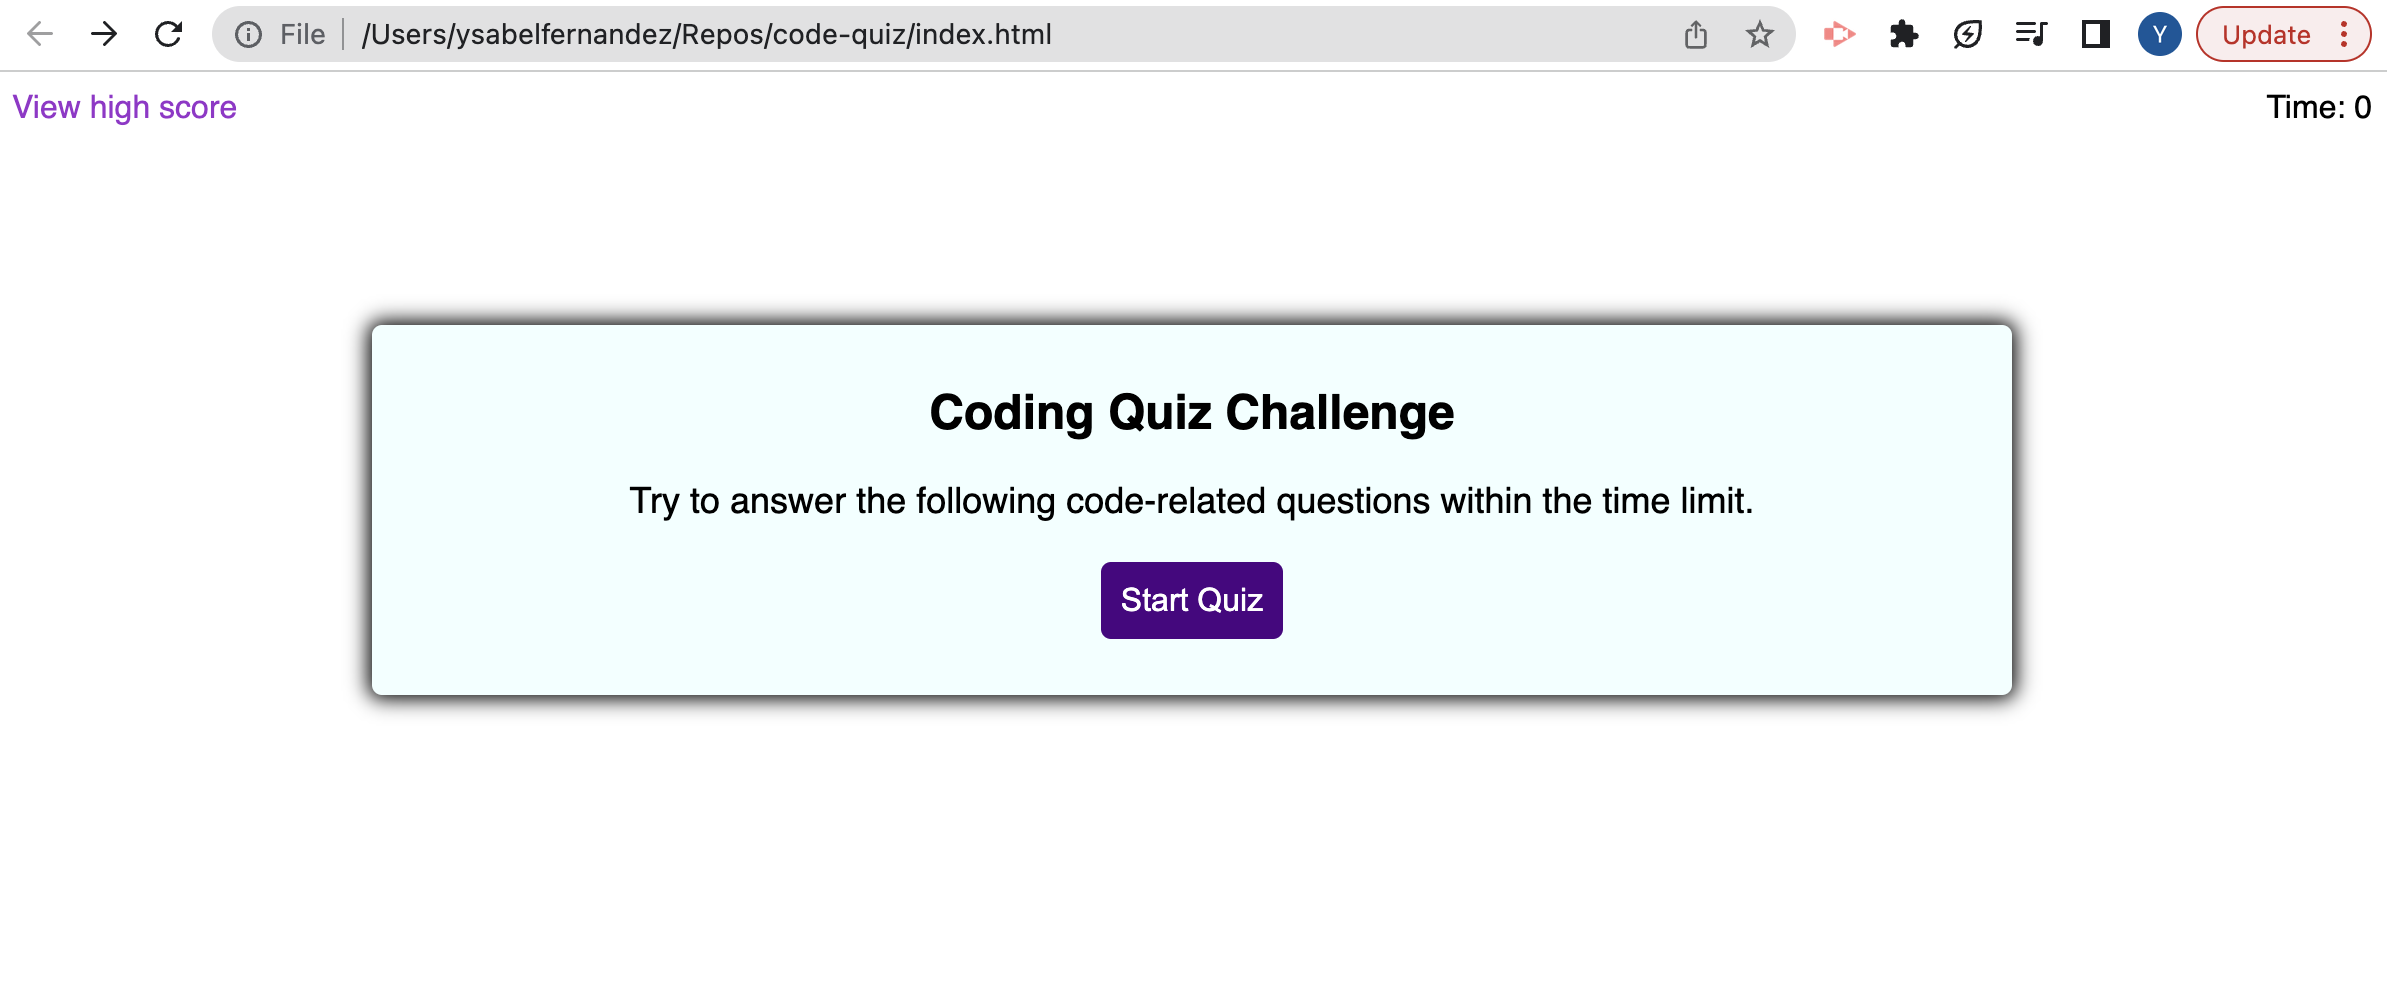 File /Users/ysabelfernandez/Repos/code-quiz/index.html Y Update
View high score Time: 0
Coding Quiz Challenge
Try to answer the following code-related questions within the time limit.
Start Quiz